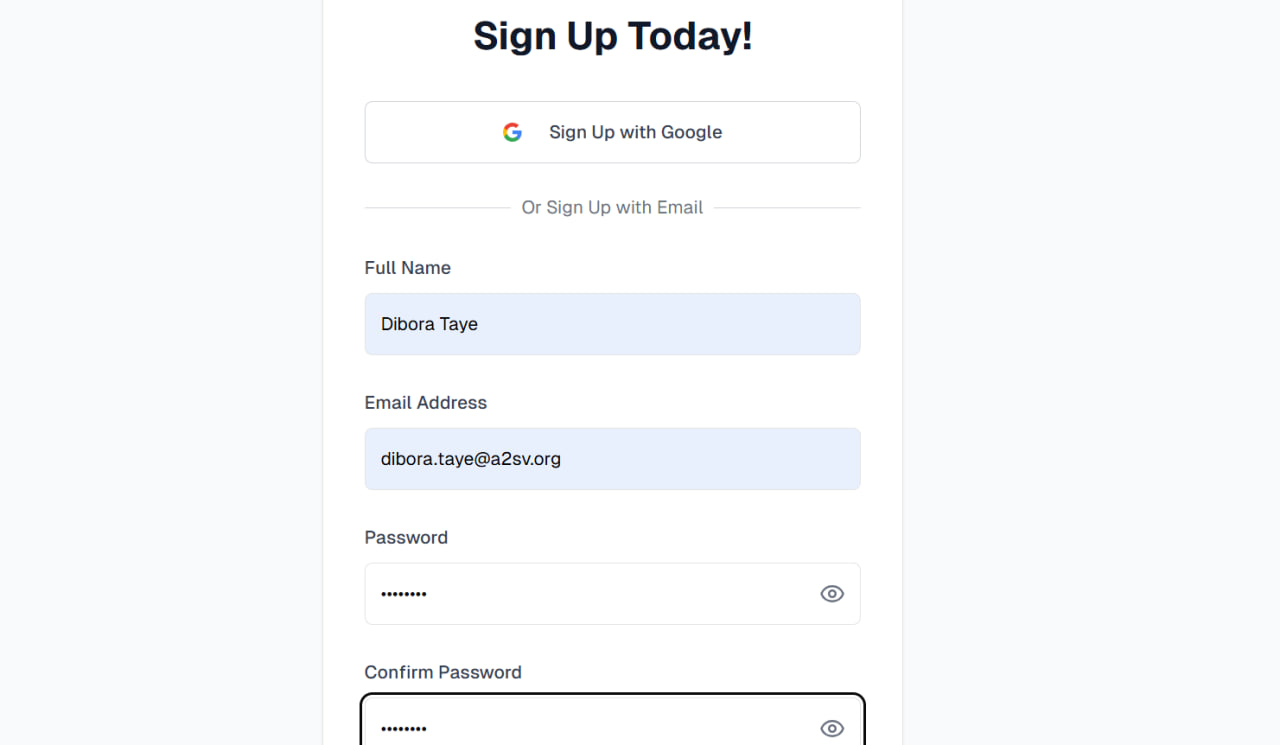 Sign Up Today!
Sign Up with Google
Or Sign Up with Email
Full Name
Dibora Taye
Email Address
dibora.taye@a2sv.org
Password
••••••••
Confirm Password
••••••••